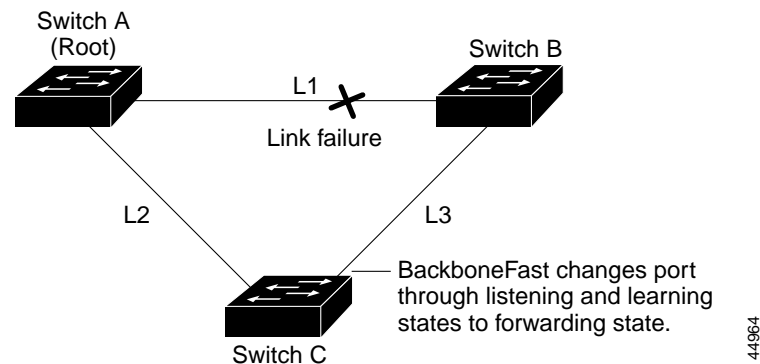 Switch A
(Root)
Switch B
L1
Link failure
L2
L3
BackboneFast changes port
through listening and learning
states to forwarding state.
Switch C
44964